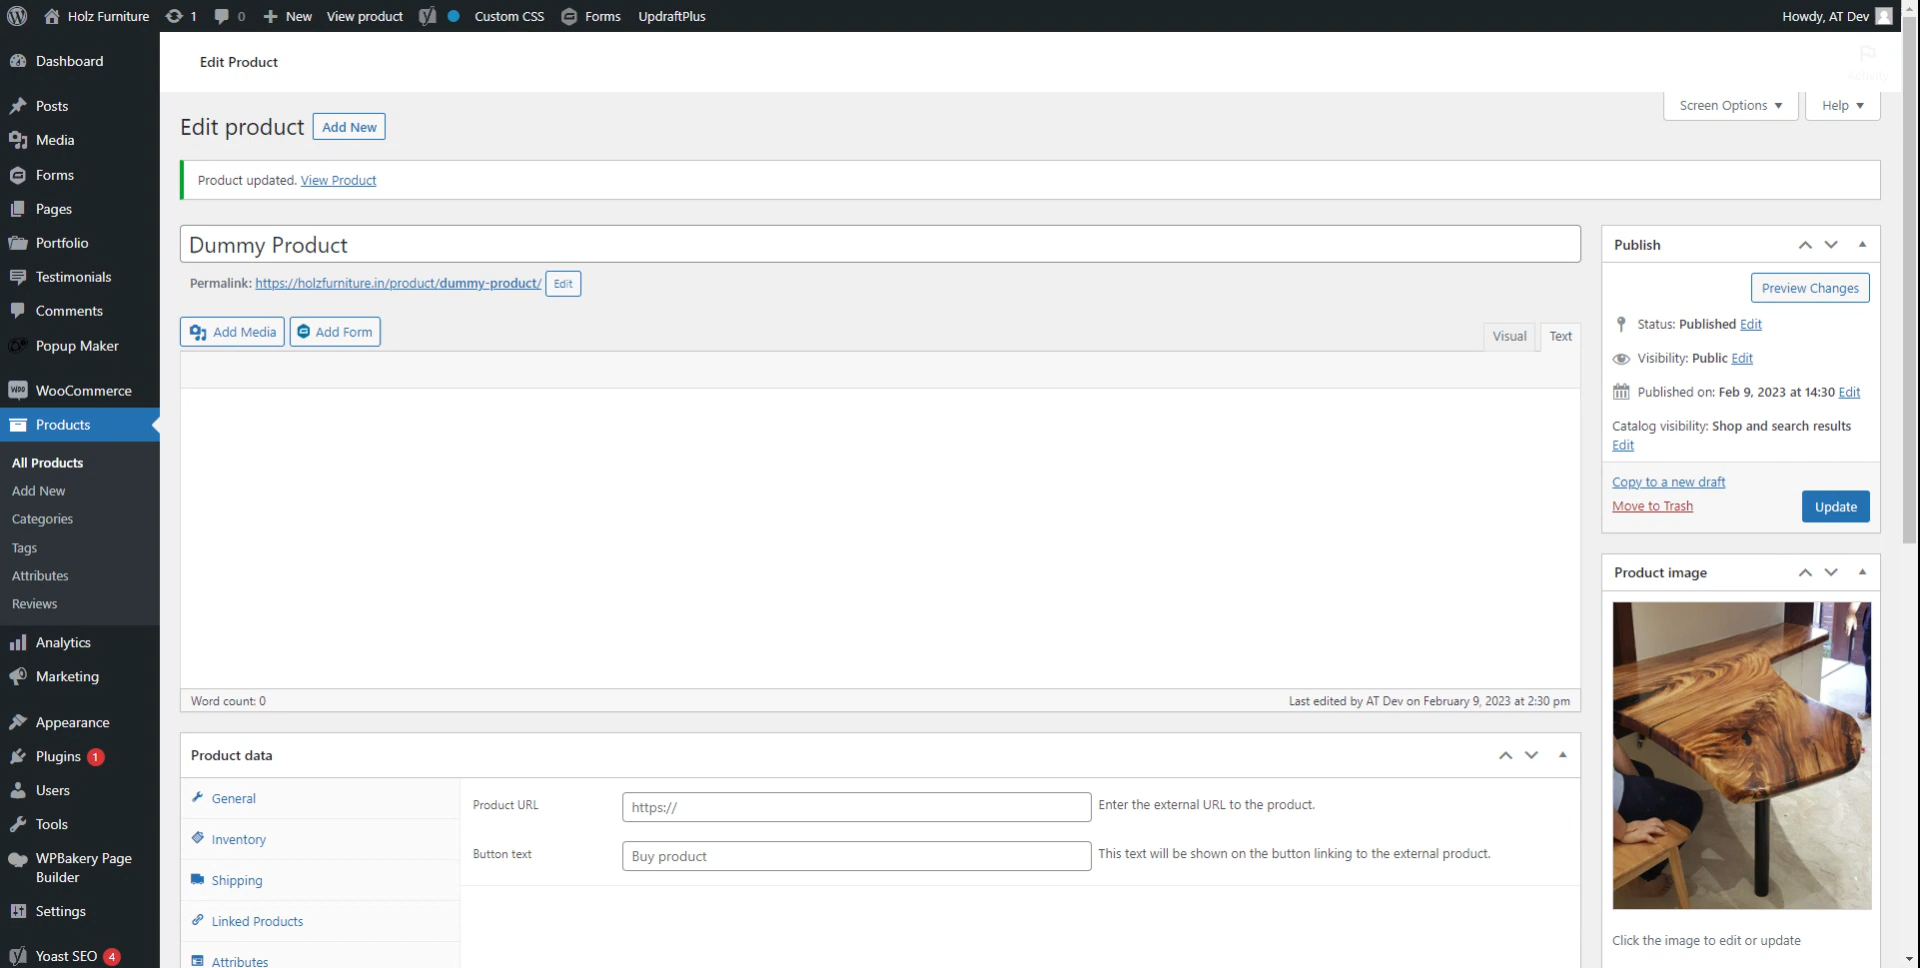 Holz Furniture 1 0 New View product Custom CSS Forms UpdraftPlus Howdy, AT Dev
Edit Product
Screen Options Help
Edit product Add New
Product updated. View Product
Dummy Product
Permalink: https://holzfurniture.in/product/dummy-product/ Edit
Add Media Add Form
Visual Text
Word count: 0 Last edited by AT Dev on February 9, 2023 at 2:30 pm
Dashboard
Posts
Media
Forms
Pages
Portfolio
Testimonials
Comments
Popup Maker
WooCommerce
Products
All Products
Add New
Categories
Tags
Attributes
Reviews
Analytics
Marketing
Appearance
Plugins 1
Users
Tools
WPBakery Page
Builder
Settings
Yoast SEO 4
Product data
General
Inventory
Shipping
Linked Products
Attributes
Product URL https:// Enter the external URL to the product.
Button text Buy product This text will be shown on the button linking to the external product.
Publish
Preview Changes
Status: Published Edit
Visibility: Public Edit
Published on: Feb 9, 2023 at 14:30 Edit
Catalog visibility: Shop and search results
Edit
Copy to a new draft
Move to Trash
Update
Product image
Click the image to edit or update